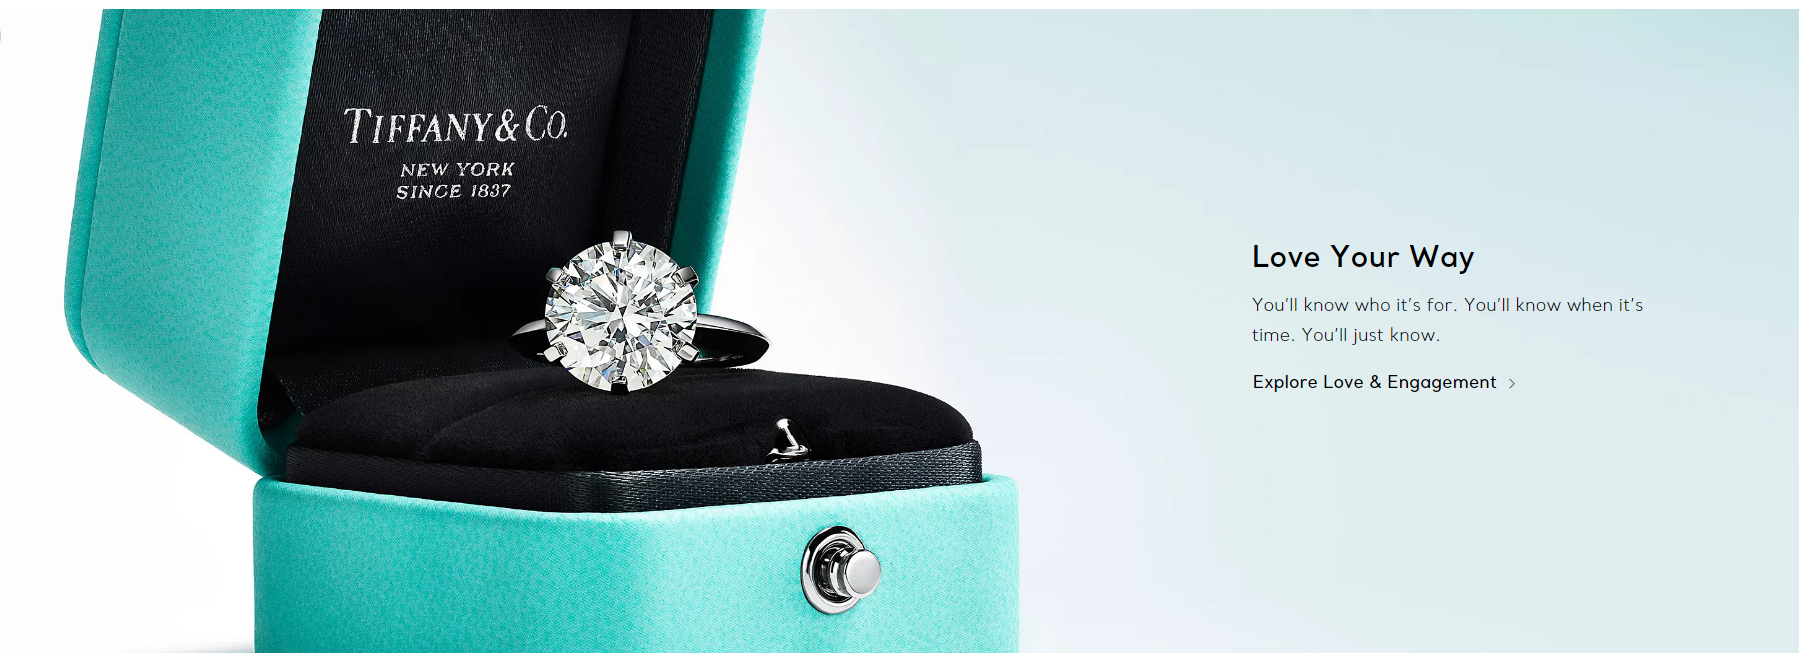 TIFFANY & CO.
NEW YORK
SINCE 1837
Love Your Way
You'll know who it's for. You'll know when it's
time. You'll just know.
Explore Love & Engagement >